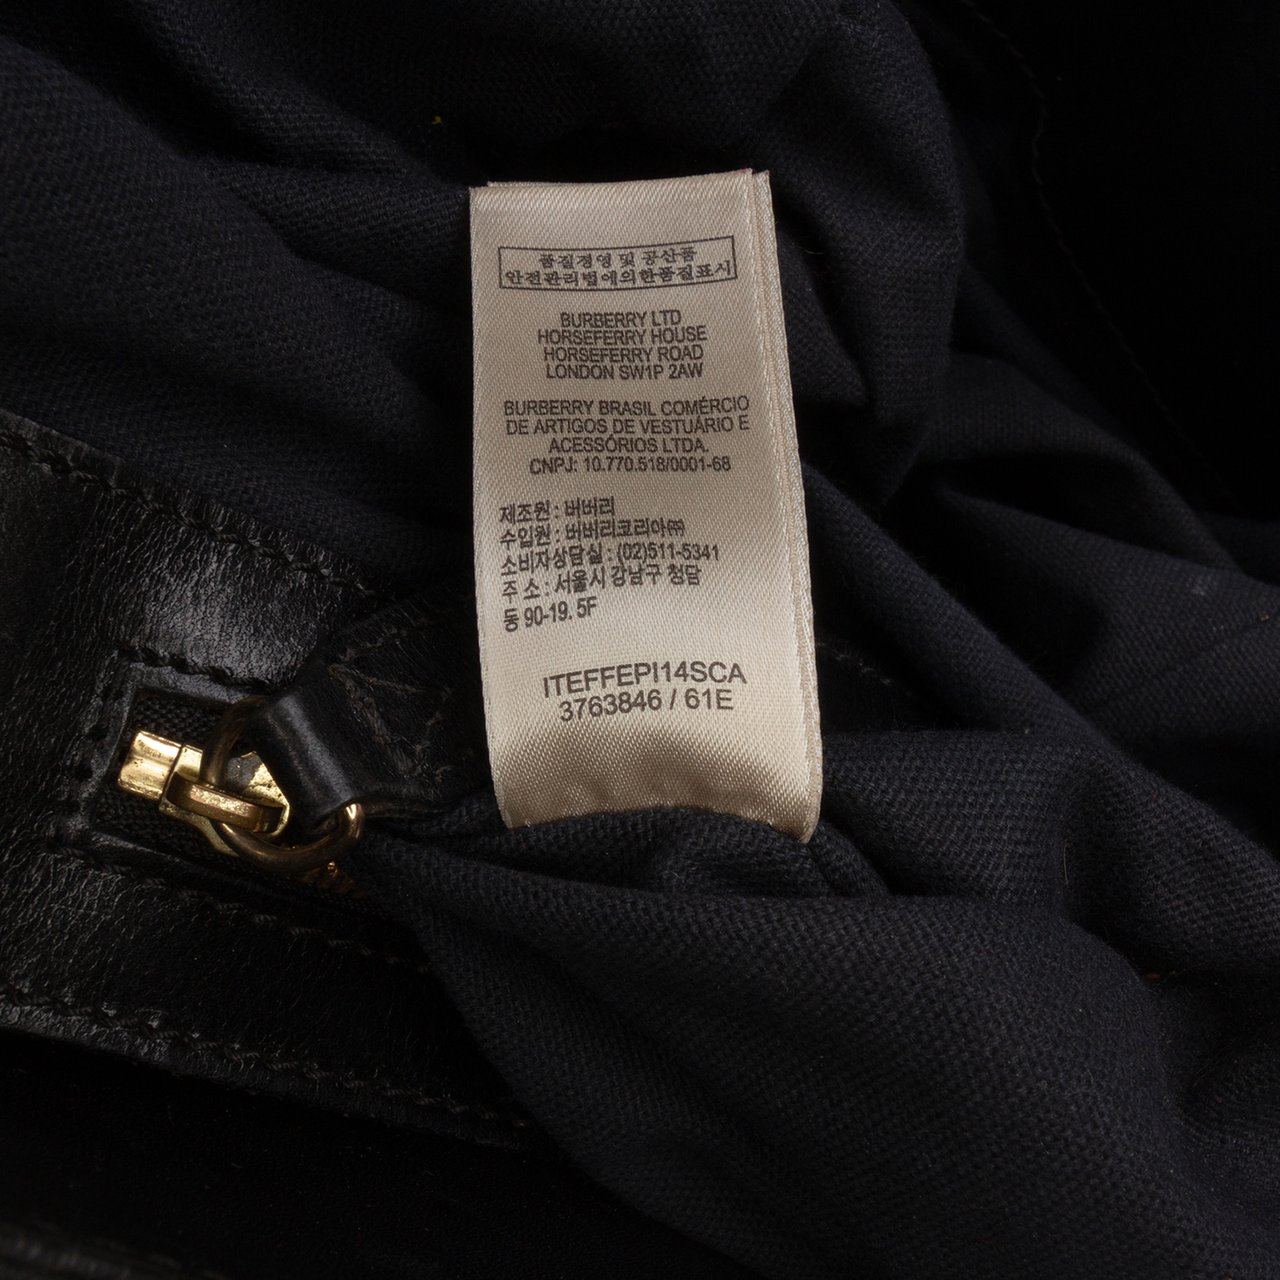 품질경영 및 공산품
안전관리법에의한품질표시
BURBERRY LTD
HORSEFERRY HOUSE
HORSEFERRY ROAD
LONDON SW1P 2AW
BURBERRY BRASIL COMÉRCIO
DE ARTIGOS DE VESTUÁRIO E
ACESSÓRIOS LTDA.
CNPJ: 10.770.518/0001-68
제조원 : 버버리
수입원 : 버버리코리아㈜
소비자상담실 : (02)511-5341
주 소 : 서울시 강남구 청담
동 90-19. 5F
ITEFFEPI14SCA
3763846 / 61E